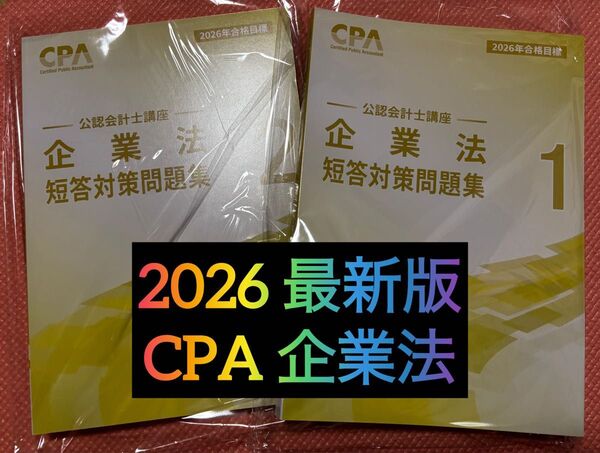 CPA
Certified Public Accountant
2026年合格目標
公認会計士講座
企業法
短答対策問題集
2
CPA
Certified Public Accountant
2026年合格目標
公認会計士講座
企業法
短答対策問題集
1
2026 最新版
CPA 企業法